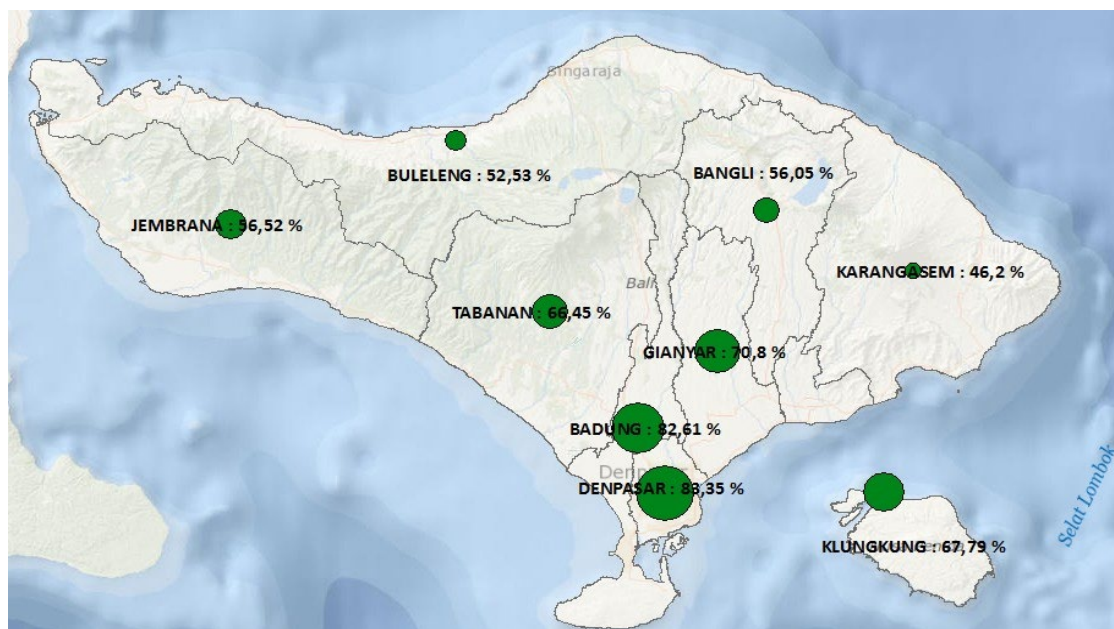 Singaraja
BULELENG : 52,53 %
BANGLI : 56,05 %
JEMBRANA : 56,52 %
KARANGASEM : 46,2 %
Bali
TABANAN : 66,45 %
GIANYAR : 70,8 %
BADUNG : 82,61 %
Denpasar
DENPASAR : 83,35 %
Selat Lombok
KLUNGKUNG : 67,79 %